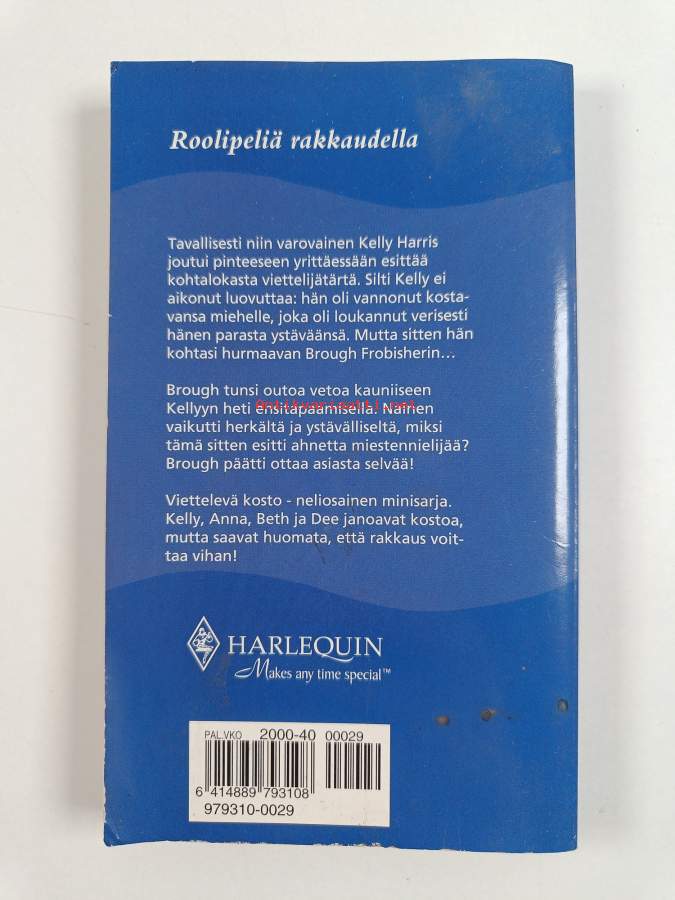 Roolipeliä rakkaudella
Tavallisesti niin varovainen Kelly Harris
joutui pinteeseen yrittäessään esittää
kohtalokasta viettelijätärtä. Silti Kelly ei
aikonut luovuttaa: hän oli vannonut kosta-
vansa miehelle, joka oli loukannut verisesti
hänen parasta ystäväänsä. Mutta sitten hän
kohtasi hurmaavan Brough Frobisherin...
Brough tunsi outoa vetoa kauniiseen
Kellyyn heti ensitapaamisella! Nainen
Antikvariaatti.net
vaikutti herkältä ja ystävälliseltä, miksi
tämä sitten esitti ahnetta miestennielijää?
Brough päätti ottaa asiasta selvää!
Viettelevä kosto - neliosainen minisarja.
Kelly, Anna, Beth ja Dee janoavat kostoa,
mutta saavat huomata, että rakkaus voit-
taa vihan!
HARLEQUIN
Makes any time special™
PAL.VKO 2000-40 00029
6 414889 793108
979310-0029